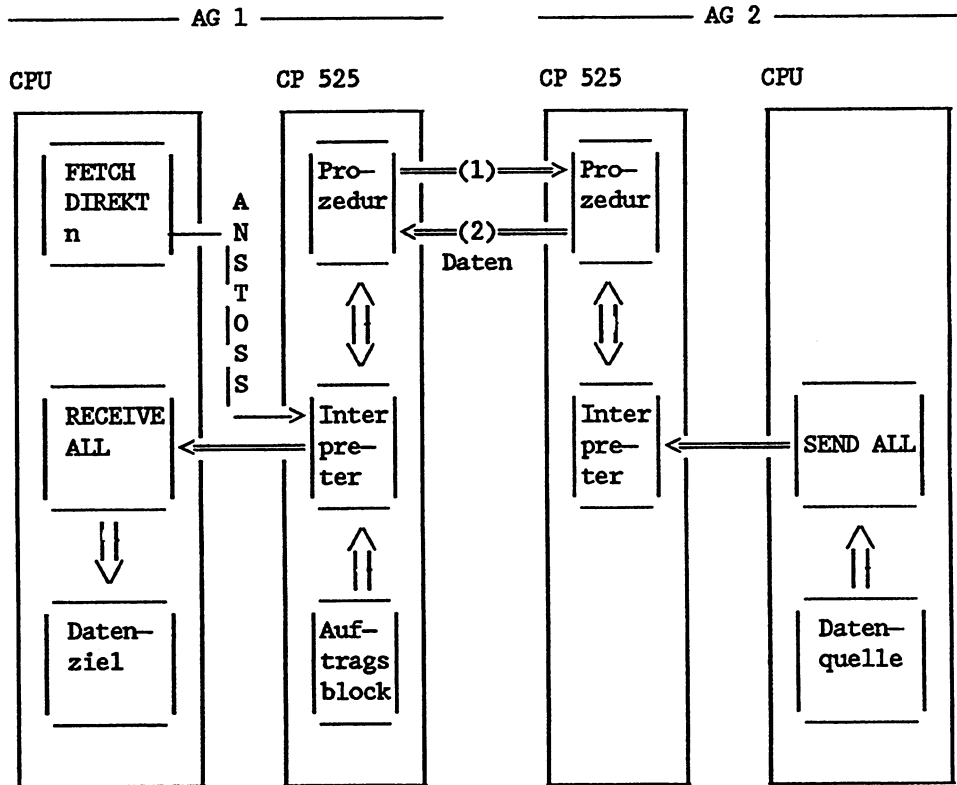 AG 1
AG 2
CPU
CP 525
CP 525
CPU
FETCH
DIREKT
n
ANSTOSS
Pro-
zedur
(1)
(2)
Daten
Pro-
zedur
RECEIVE
ALL
Inter
pre-
ter
Inter
pre-
ter
SEND ALL
Daten-
ziel
Auf-
trags
block
Daten-
quelle